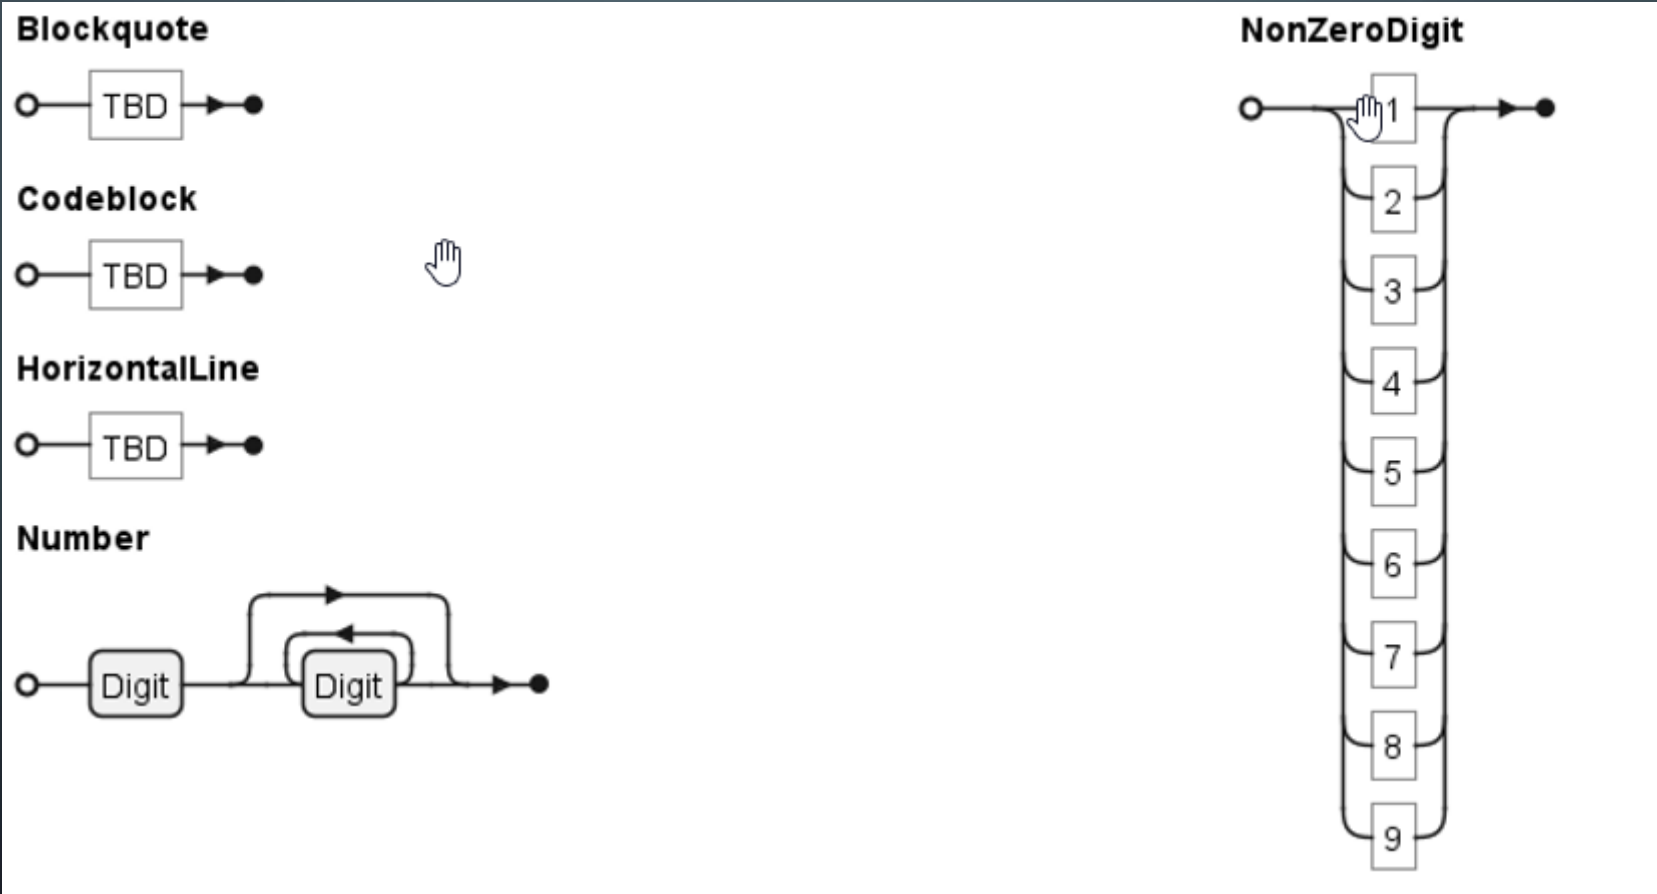 Blockquote
TBD
Codeblock
TBD
HorizontalLine
TBD
Number
Digit Digit
NonZeroDigit
1
2
3
4
5
6
7
8
9